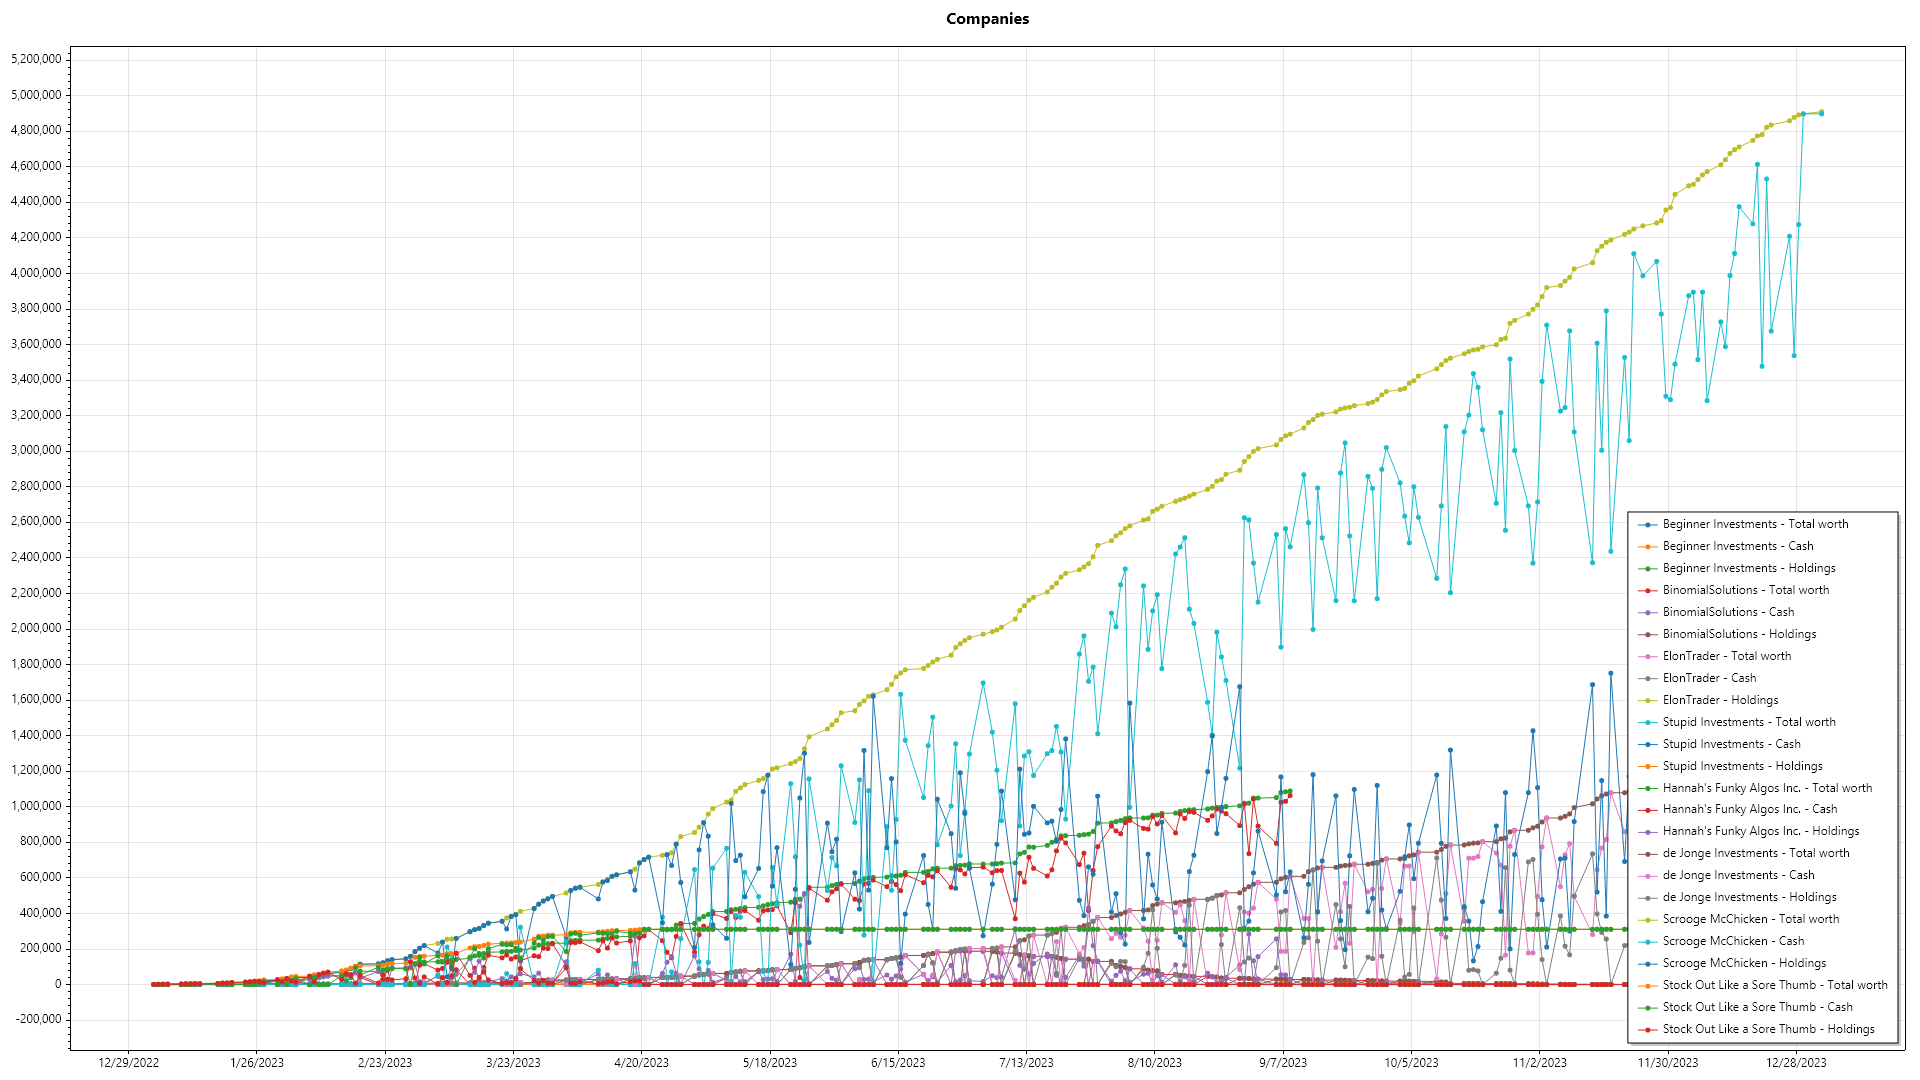 Companies
5,200,000
5,000,000
4,800,000
4,600,000
4,400,000
4,200,000
4,000,000
3,800,000
3,600,000
3,400,000
3,200,000
3,000,000
2,800,000
2,600,000
2,400,000
2,200,000
2,000,000
1,800,000
1,600,000
1,400,000
1,200,000
1,000,000
800,000
600,000
400,000
200,000
0
-200,000
12/29/2022 1/26/2023 2/23/2023 3/23/2023 4/20/2023 5/18/2023 6/15/2023 7/13/2023 8/10/2023 9/7/2023 10/5/2023 11/2/2023 11/30/2023 12/28/2023
Beginner Investments - Total worth
Beginner Investments - Cash
Beginner Investments - Holdings
BinomialSolutions - Total worth
BinomialSolutions - Cash
BinomialSolutions - Holdings
ElonTrader - Total worth
ElonTrader - Cash
ElonTrader - Holdings
Stupid Investments - Total worth
Stupid Investments - Cash
Stupid Investments - Holdings
Hannah's Funky Algos Inc. - Total worth
Hannah's Funky Algos Inc. - Cash
Hannah's Funky Algos Inc. - Holdings
de Jonge Investments - Total worth
de Jonge Investments - Cash
de Jonge Investments - Holdings
Scrooge McChicken - Total worth
Scrooge McChicken - Cash
Scrooge McChicken - Holdings
Stock Out Like a Sore Thumb - Total worth
Stock Out Like a Sore Thumb - Cash
Stock Out Like a Sore Thumb - Holdings